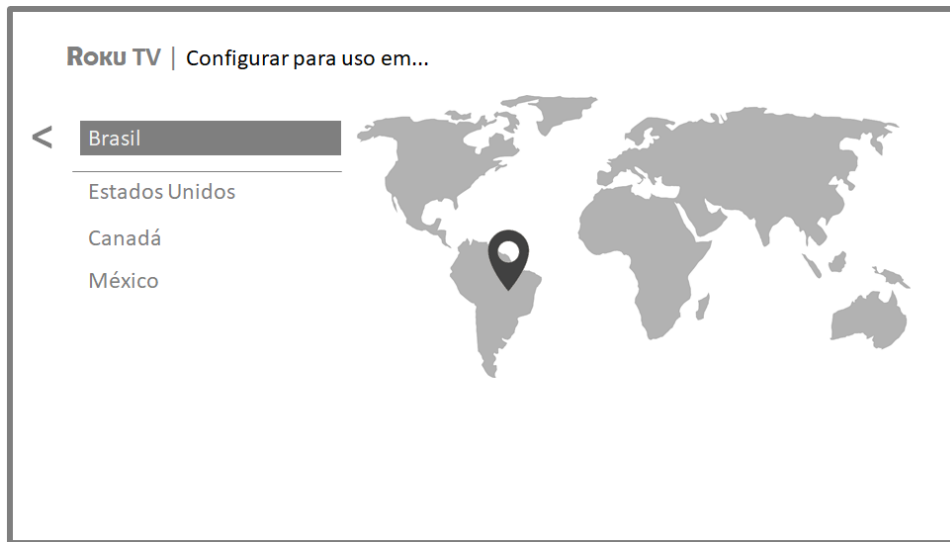 ROKU TV | Configurar para uso em...
<
Brasil
Estados Unidos
Canadá
México